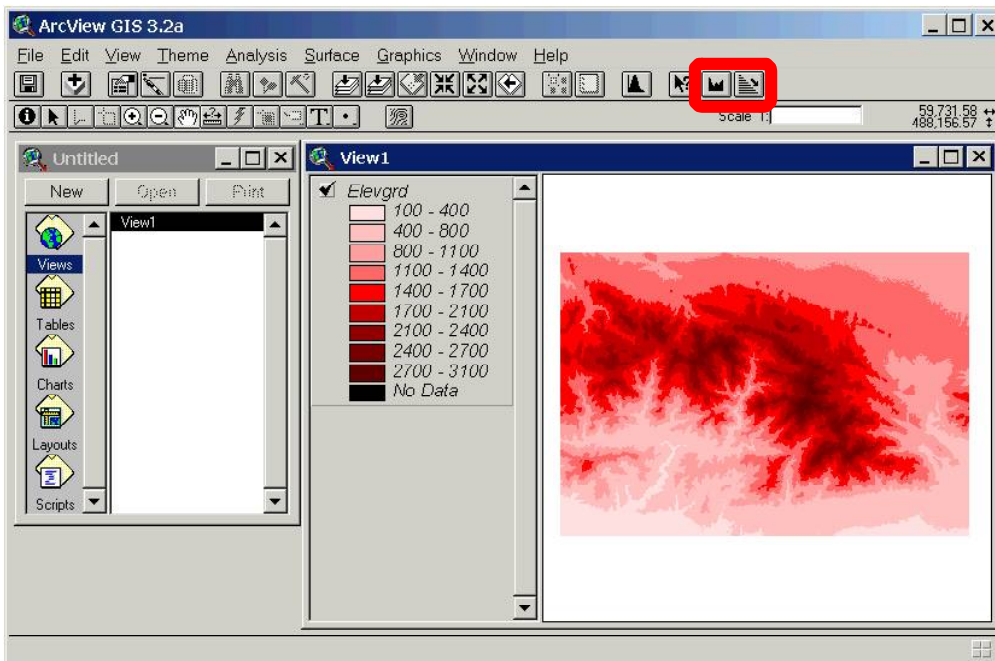 ArcView GIS 3.2a
File Edit View Theme Analysis Surface Graphics Window Help
Scale 1:
59,731.58
488,156.57
Untitled
New Open Print
View1
Views
Tables
Charts
Layouts
Scripts
View1
Elevgrd
100 - 400
400 - 800
800 - 1100
1100 - 1400
1400 - 1700
1700 - 2100
2100 - 2400
2400 - 2700
2700 - 3100
No Data